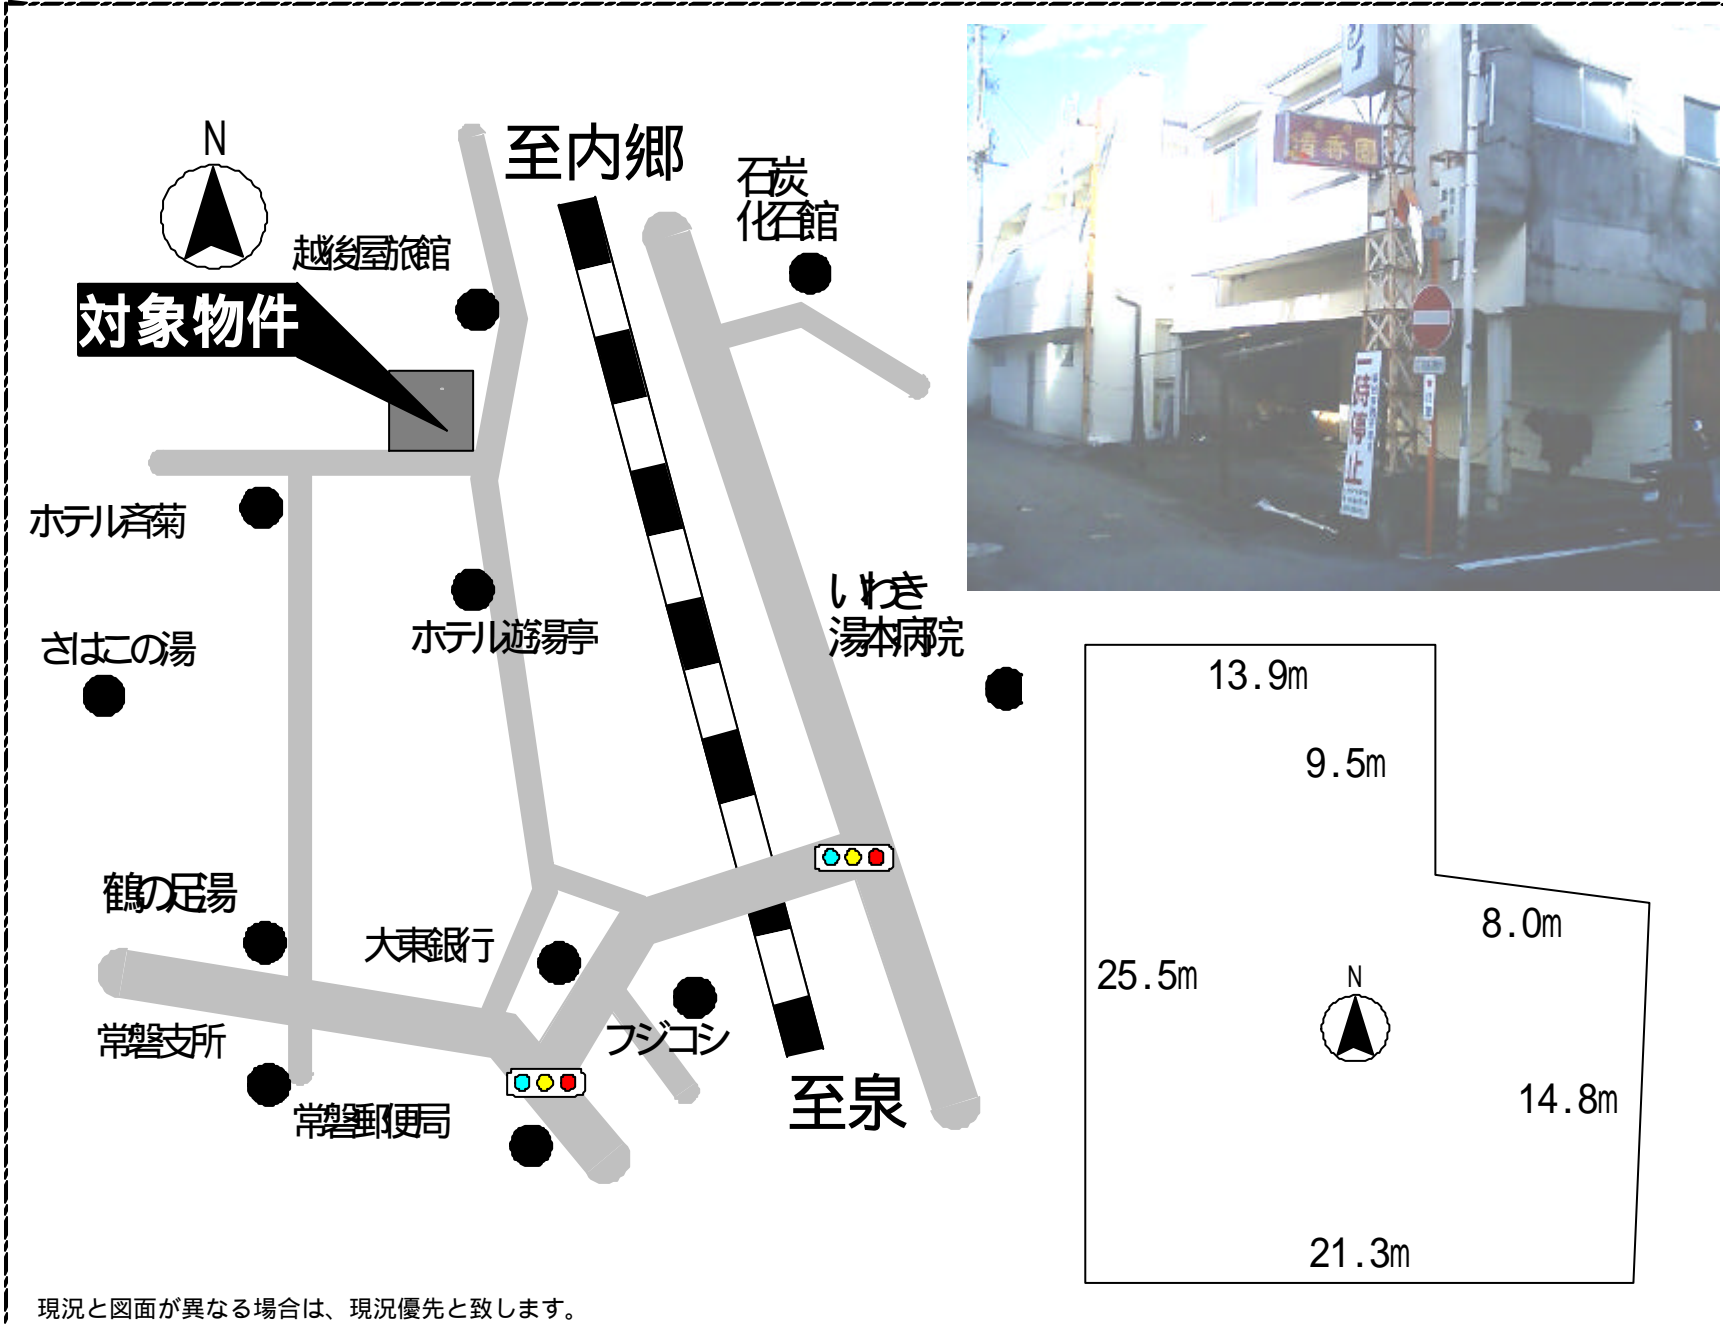 N
至内郷
石炭
化石館
越後屋旅館
対象物件
清香園
一時停止
ホテル斉菊
いわき
湯本病院
ホテル遊湯亭
さはこの湯
13.9m
9.5m
8.0m
25.5m
N
14.8m
21.3m
鶴の足湯
大東銀行
フジコシ
常磐支所
至泉
常磐郵便局
現況と図面が異なる場合は、現況優先と致します。